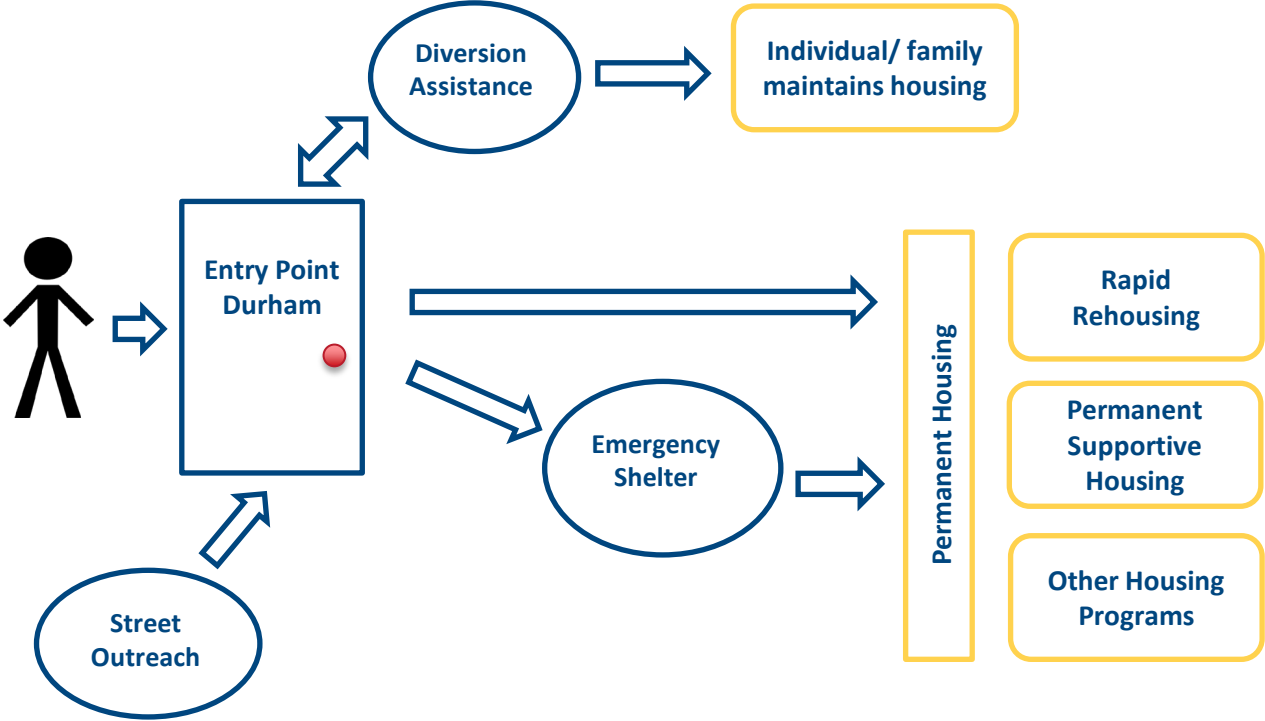 Diversion
Assistance
Individual/ family
maintains housing
Entry Point
Durham
Permanent Housing
Rapid
Rehousing
Emergency
Shelter
Permanent
Supportive
Housing
Street
Outreach
Other Housing
Programs